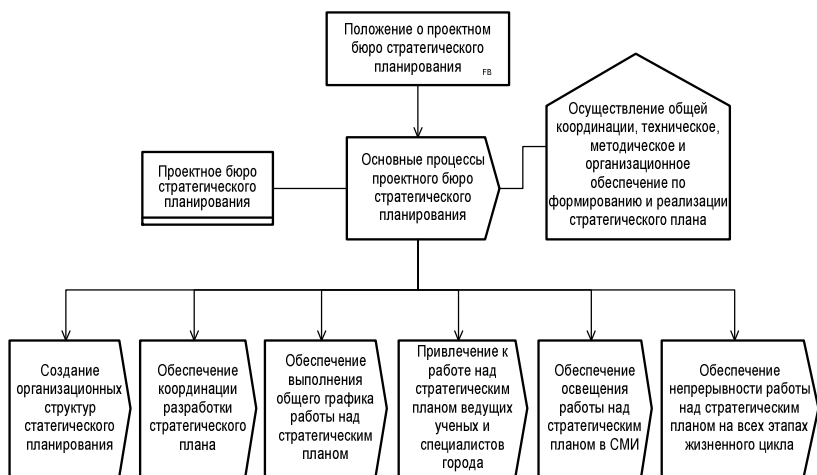 Положение о проектном
бюро стратегического
планирования
FB
Осуществление общей
координации, техническое,
методическое и
организационное
обеспечение по
формированию и реализации
стратегического плана
Основные процессы
проектного бюро
стратегического
планирования
Проектное бюро
стратегического
планирования
Создание
организационных
структур
статегического
планирования
Обеспечение
координации
разработки
стратегического
плана
Обеспечение
выполнения
общего графика
работы над
стратегическим
планом
Привлечение к
работе над
стратегическим
планом ведущих
ученых и
специалистов
города
Обеспечение
освещения
работы над
стратегическим
планом в СМИ
Обеспечение
непрерывности работы
над стратегическим
планом на всех этапах
жизненного цикла